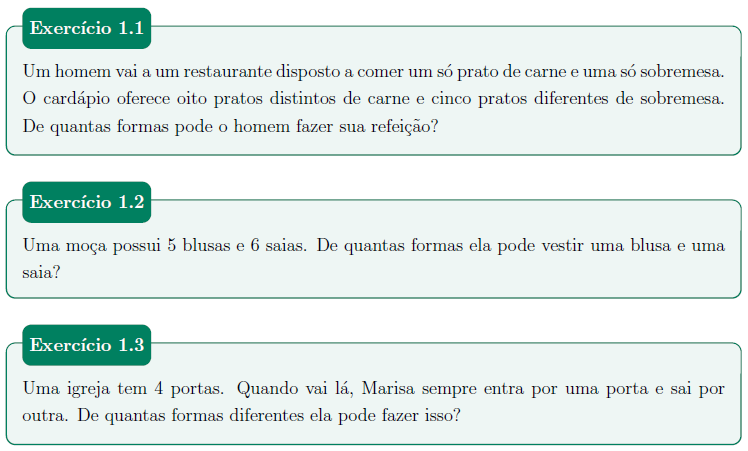 Exercício 1.1
Um homem vai a um restaurante disposto a comer um só prato de carne e uma só sobremesa.
O cardápio oferece oito pratos distintos de carne e cinco pratos diferentes de sobremesa.
De quantas formas pode o homem fazer sua refeição?
Exercício 1.2
Uma moça possui 5 blusas e 6 saias. De quantas formas ela pode vestir uma blusa e uma
saia?
Exercício 1.3
Uma igreja tem 4 portas. Quando vai lá, Marisa sempre entra por uma porta e sai por
outra. De quantas formas diferentes ela pode fazer isso?